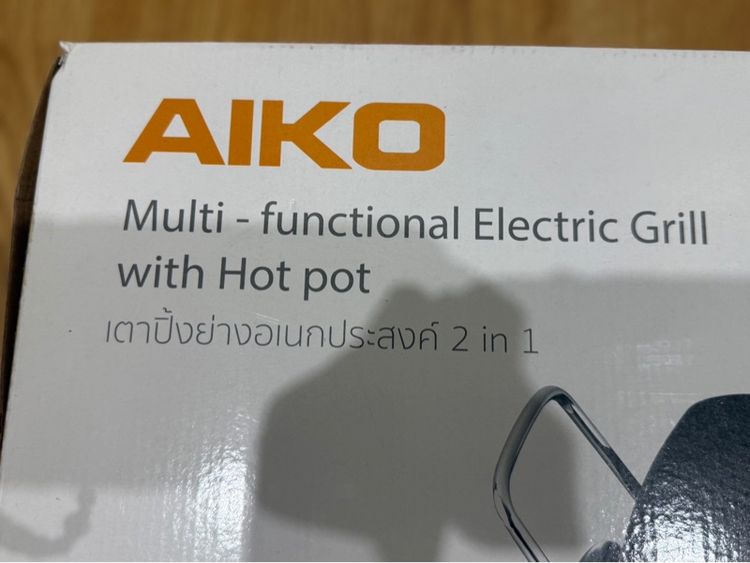 AIKO
Multi - functional Electric Grill
with Hot pot
เตาปิ้งย่างอเนกประสงค์ 2 in 1